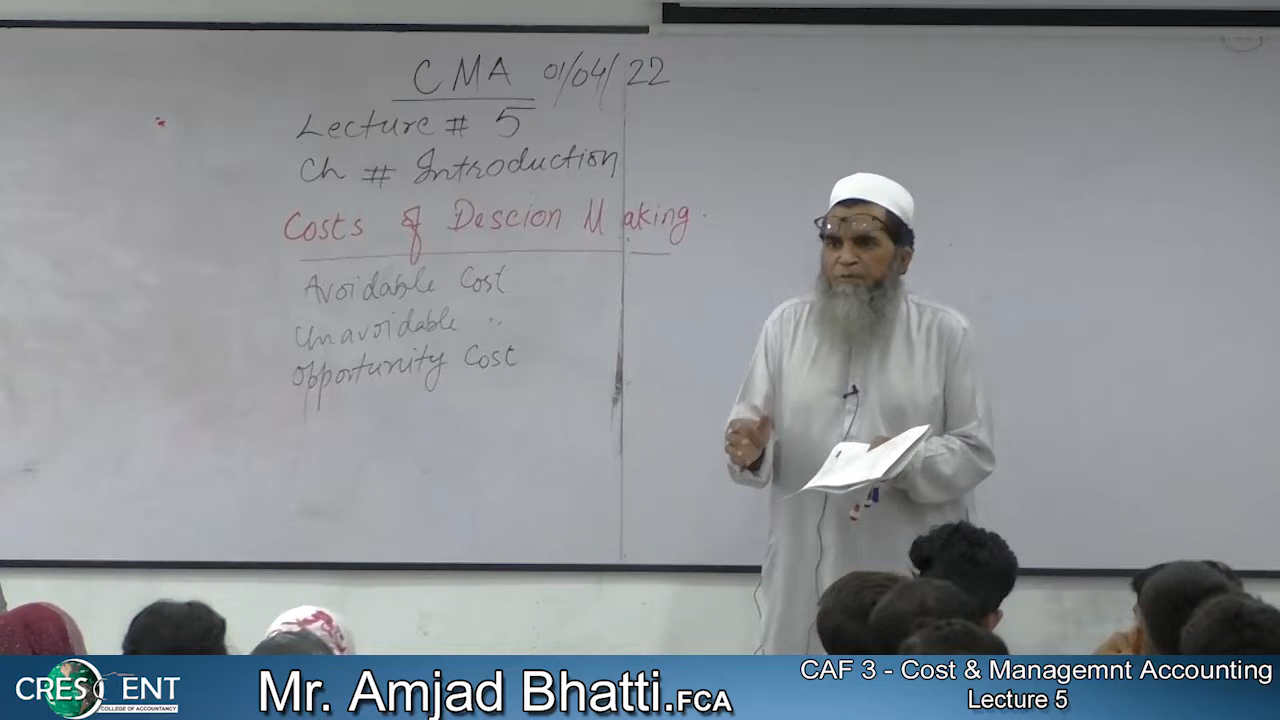 CMA 01/04/22
Lecture # 5
Ch # Introduction
Costs of Descion Making.
Avoidable Cost
Unavoidable "
Opportunity Cost
CRESCENT
COLLEGE OF ACCOUNTANCY
Mr. Amjad Bhatti.FCA
CAF 3 - Cost & Managemnt Accounting
Lecture 5